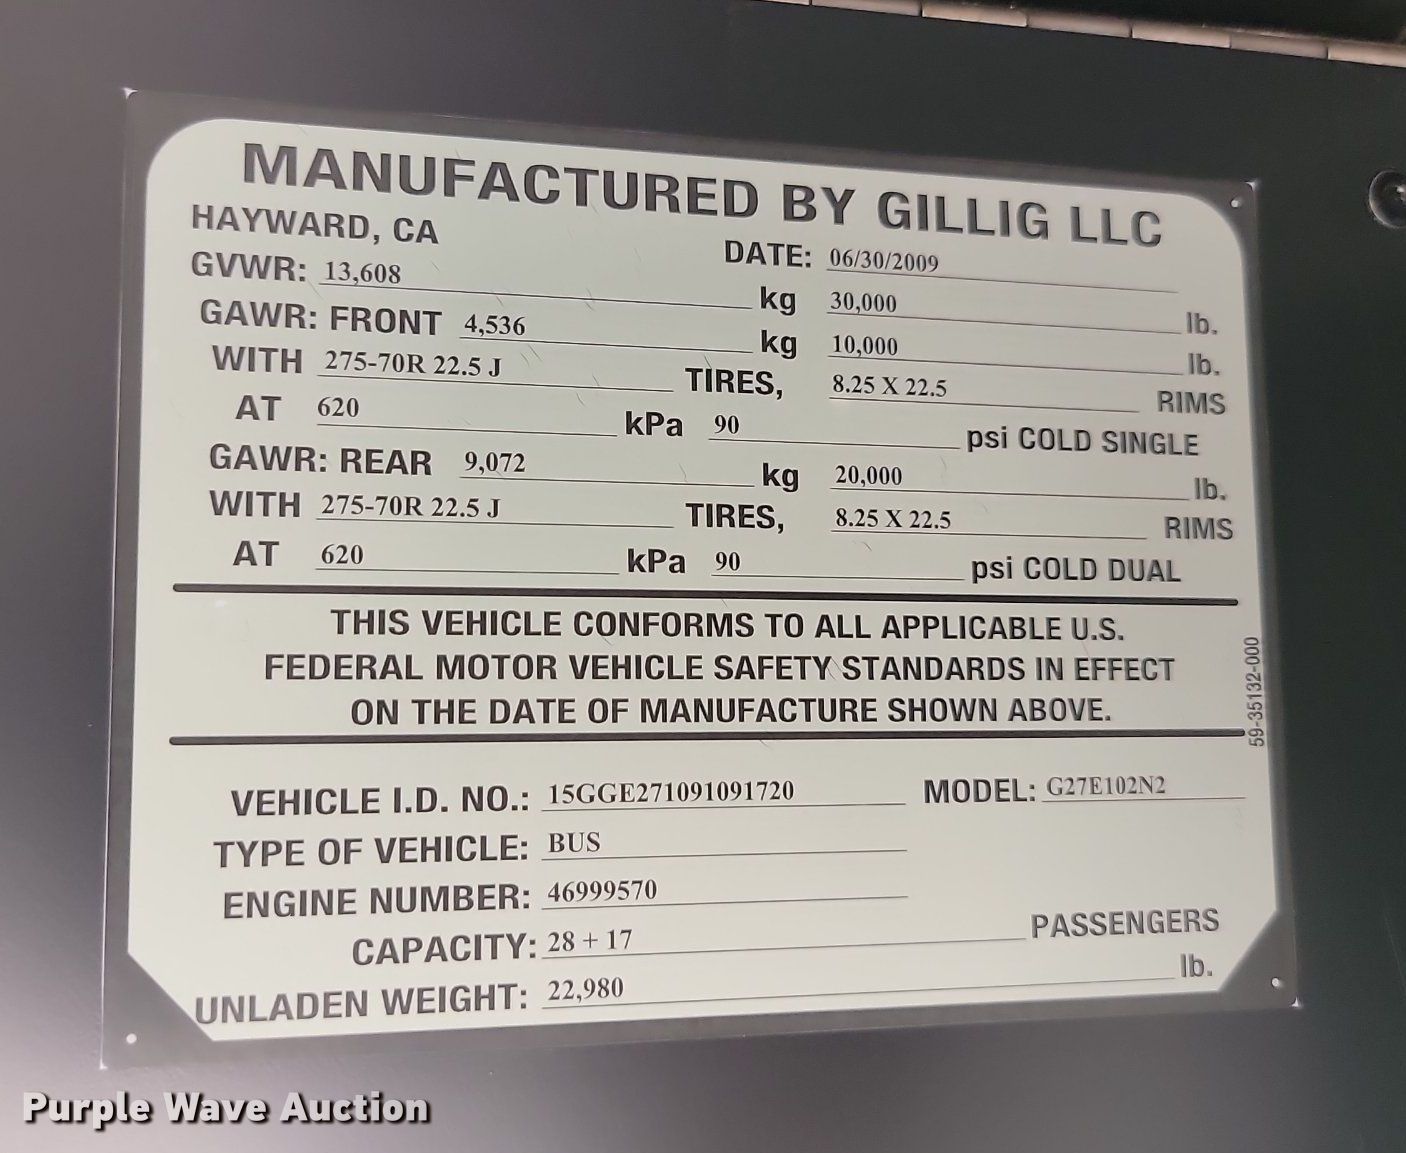 MANUFACTURED BY GILLIG LLC
HAYWARD, CA DATE: 06/30/2009
GVWR: 13,608 kg 30,000 lb.
GAWR: FRONT 4,536 kg 10,000 lb.
WITH 275-70R 22.5 J TIRES, 8.25 X 22.5 RIMS
AT 620 kPa 90 psi COLD SINGLE
GAWR: REAR 9,072 kg 20,000 lb.
WITH 275-70R 22.5 J TIRES, 8.25 X 22.5 RIMS
AT 620 kPa 90 psi COLD DUAL
THIS VEHICLE CONFORMS TO ALL APPLICABLE U.S.
FEDERAL MOTOR VEHICLE SAFETY STANDARDS IN EFFECT
ON THE DATE OF MANUFACTURE SHOWN ABOVE.
59-35132-000
VEHICLE I.D. NO.: 15GGE271091091720 MODEL: G27E102N2
TYPE OF VEHICLE: BUS
ENGINE NUMBER: 46999570
CAPACITY: 28 + 17 PASSENGERS
UNLADEN WEIGHT: 22,980 lb.
Purple Wave Auction